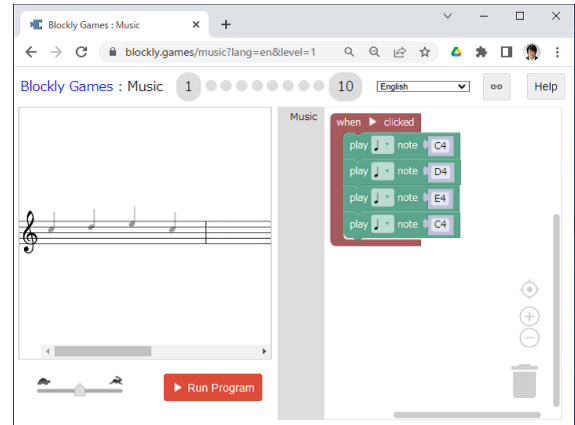 Blockly Games : Music
blockly.games/music?lang=en&level=1
Blockly Games : Music 1 10 English Help
Music
when clicked
play note C4
play note D4
play note E4
play note C4
Run Program